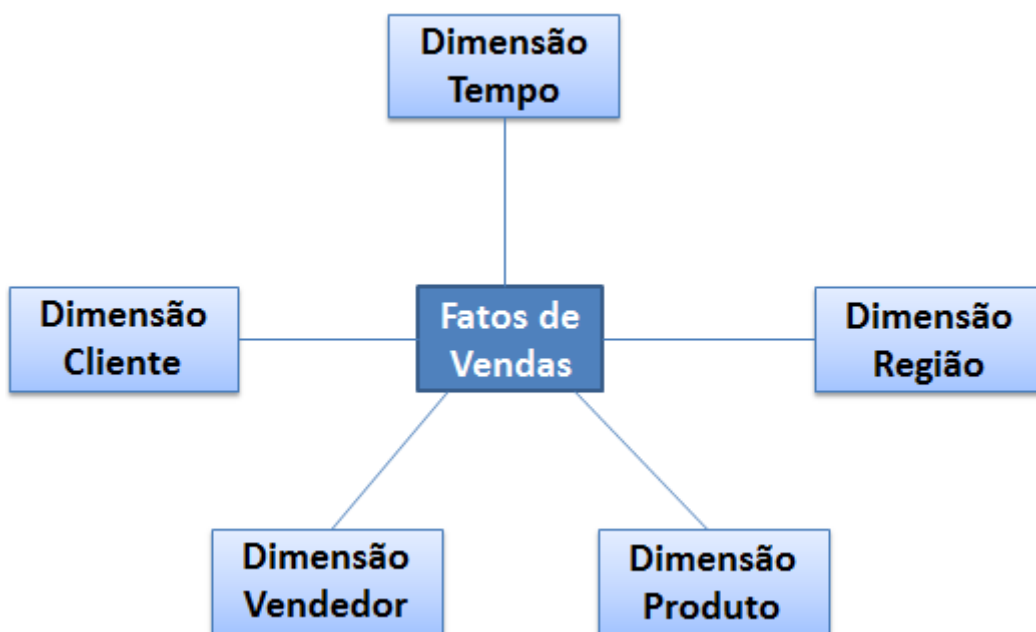 Dimensão
Tempo
Dimensão
Cliente
Fatos de
Vendas
Dimensão
Região
Dimensão
Vendedor
Dimensão
Produto